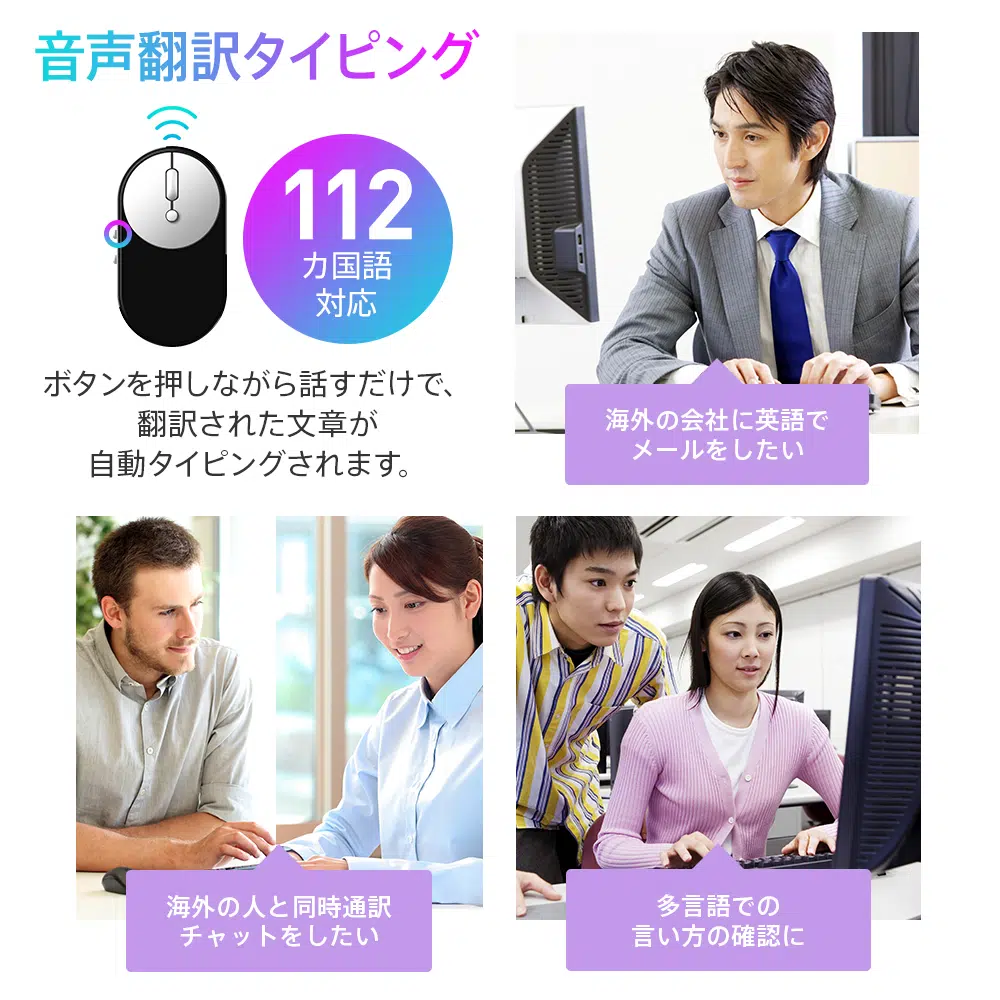 音声翻訳タイピング
112
カ国語
対応
ボタンを押しながら話すだけで、
翻訳された文章が
自動タイピングされます。
海外の会社に英語で
メールをしたい
海外の人と同時通訳
チャットをしたい
多言語での
言い方の確認に